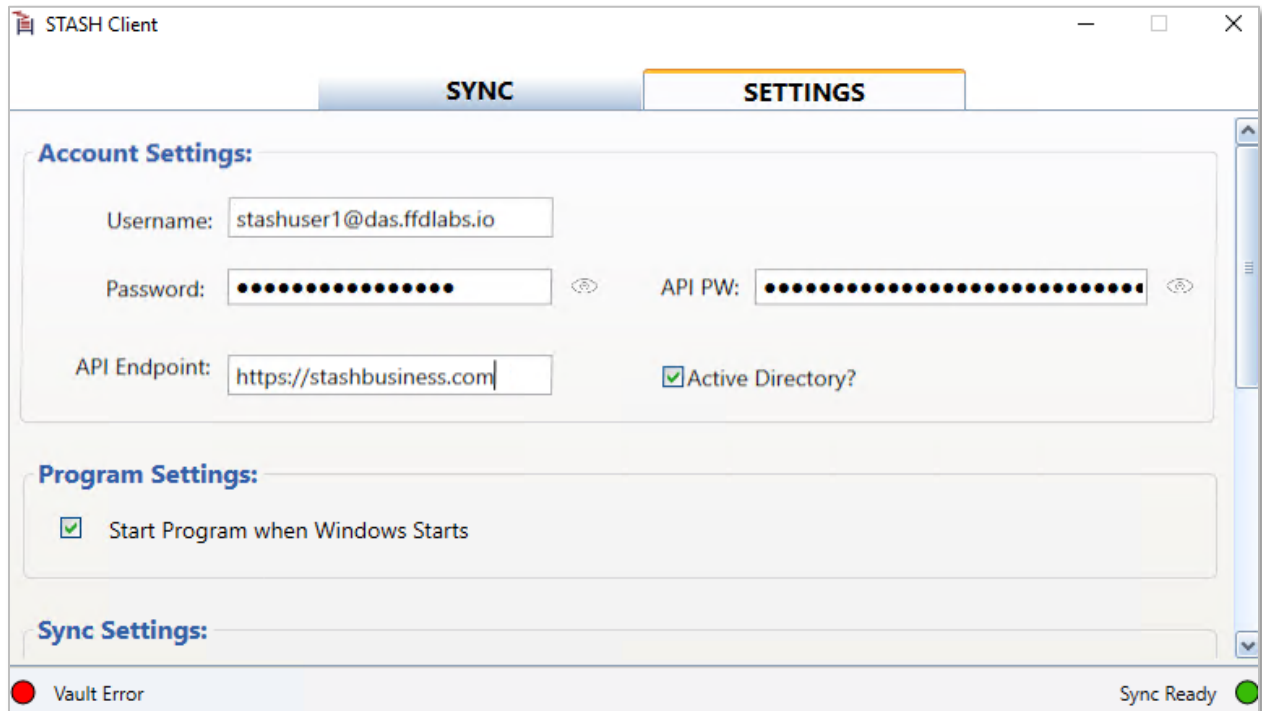 STASH Client
SYNC
SETTINGS
Account Settings:
Username: stashuser1@das.ffdlabs.io
Password: ●●●●●●●●●●●●●●●● API PW: ●●●●●●●●●●●●●●●●●●●●●●●●●●●●
API Endpoint: https://stashbusiness.com Active Directory?
Program Settings:
Start Program when Windows Starts
Sync Settings:
Vault Error Sync Ready